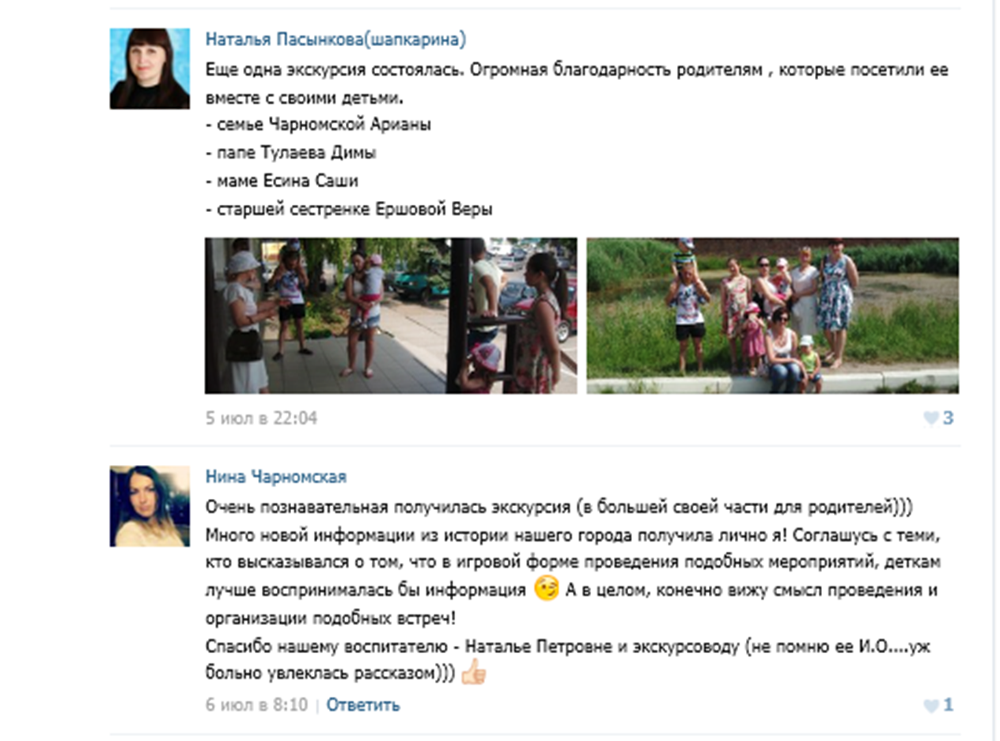 Наталья Пасынкова(шапкарина)
Еще одна экскурсия состоялась. Огромная благодарность родителям , которые посетили ее
вместе с своими детьми.
- семье Чарномской Арианы
- папе Тулаева Димы
- маме Есина Саши
- старшей сестренке Ершовой Веры
5 июл в 22:04
3
Нина Чарномская
Очень познавательная получилась экскурсия (в большей своей части для родителей)))
Много новой информации из истории нашего города получила лично я! Соглашусь с теми,
кто высказывался о том, что в игровой форме проведения подобных мероприятий, деткам
лучше воспринималась бы информация 😉 А в целом, конечно вижу смысл проведения и
организации подобных встреч!
Спасибо нашему воспитателю - Наталье Петровне и экскурсоводу (не помню ее И.О....уж
больно увлеклась рассказом))) 👍
6 июл в 8:10 | Ответить
1